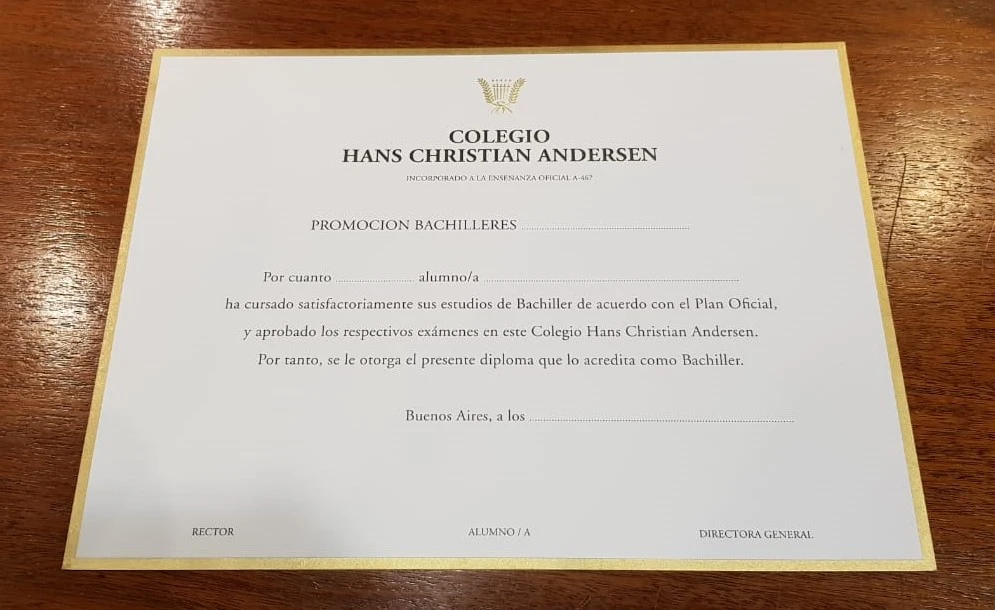 COLEGIO
HANS CHRISTIAN ANDERSEN
INCORPORADO A LA ENSEÑANZA OFICIAL A-467
PROMOCION BACHILLERES ........................................
Por cuanto .................... alumno/a ............................................................
ha cursado satisfactoriamente sus estudios de Bachiller de acuerdo con el Plan Oficial,
y aprobado los respectivos exámenes en este Colegio Hans Christian Andersen.
Por tanto, se le otorga el presente diploma que lo acredita como Bachiller.
Buenos Aires, a los ............................................................
RECTOR ALUMNO / A DIRECTORA GENERAL